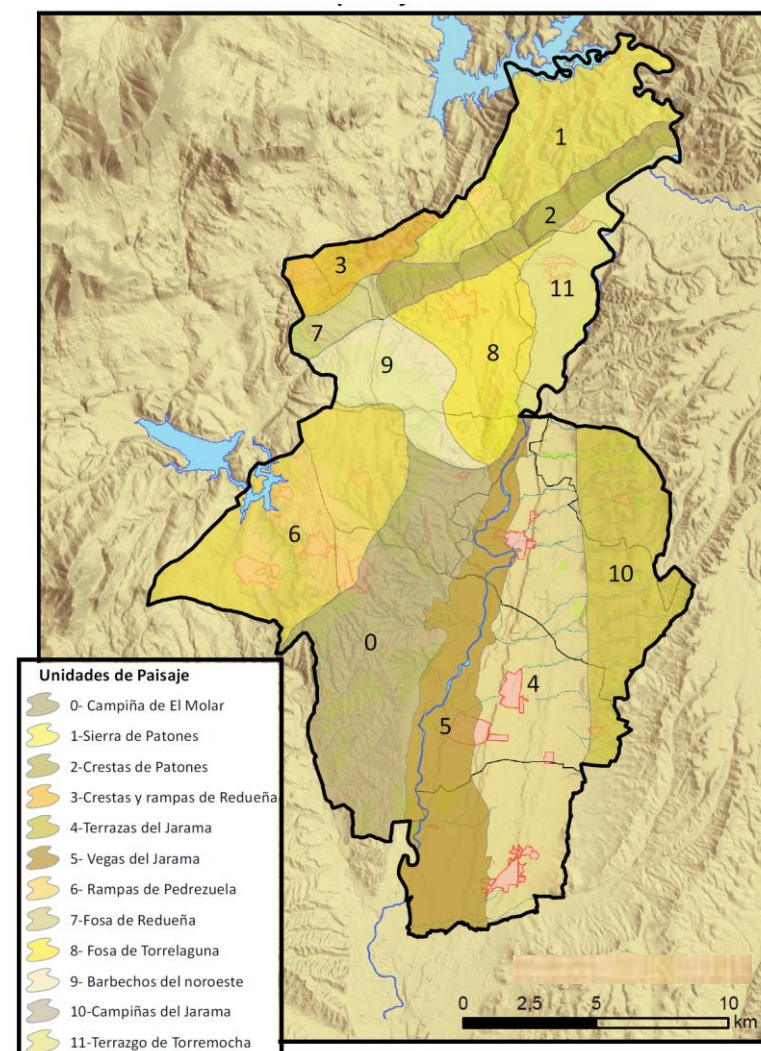 1
2
3
11
7
8
9
6
10
0
4
5
Unidades de Paisaje
0- Campiña de El Molar
1-Sierra de Patones
2-Crestas de Patones
3-Crestas y rampas de Redueña
4-Terrazas del Jarama
5- Vegas del Jarama
6- Rampas de Pedrezuela
7-Fosa de Redueña
8- Fosa de Torrelaguna
9- Barbechos del noroeste
10-Campiñas del Jarama
11-Terrazgo de Torremocha
0 2,5 5 10
km